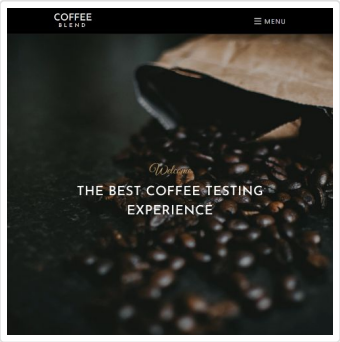 COFFEE
BLEND
MENU
Welcome
THE BEST COFFEE TESTING
EXPERIENCE